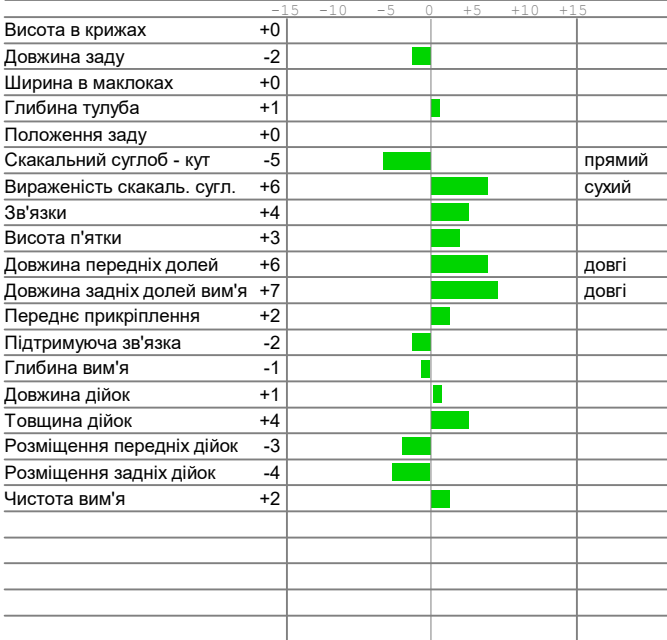 -15 -10 -5 0 +5 +10 +15
Висота в крижах +0
Довжина заду -2
Ширина в маклоках +0
Глибина тулуба +1
Положення заду +0
Скакальний суглоб - кут -5 прямий
Вираженість скакаль. сугл. +6 сухий
Зв'язки +4
Висота п'ятки +3
Довжина передніх долей +6 довгі
Довжина задніх долей вим'я +7 довгі
Переднє прикріплення +2
Підтримуюча зв'язка -2
Глибина вим'я -1
Довжина дійок +1
Товщина дійок +4
Розміщення передніх дійок -3
Розміщення задніх дійок -4
Чистота вим'я +2